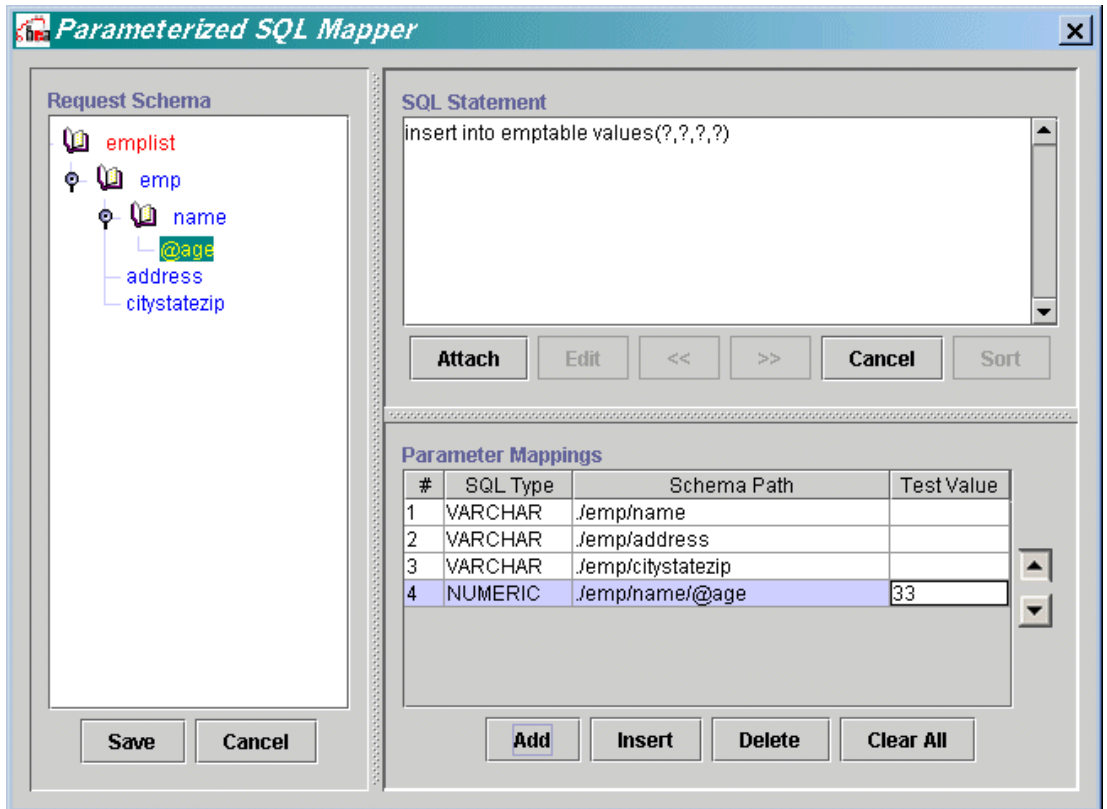 bea Parameterized SQL Mapper
Request Schema
emplist
emp
name
@age
address
citystatezip
Save Cancel
SQL Statement
insert into emptable values(?,?,?,?)
Attach Edit << >> Cancel Sort
Parameter Mappings
# SQL Type Schema Path Test Value
1 VARCHAR ./emp/name
2 VARCHAR ./emp/address
3 VARCHAR ./emp/citystatezip
4 NUMERIC ./emp/name/@age 33
Add Insert Delete Clear All